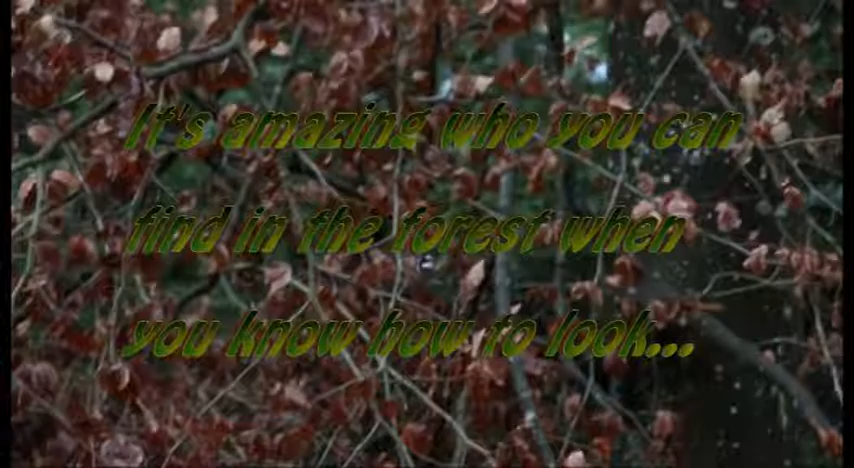 It's amazing who you can
find in the forest when
you know how to look...